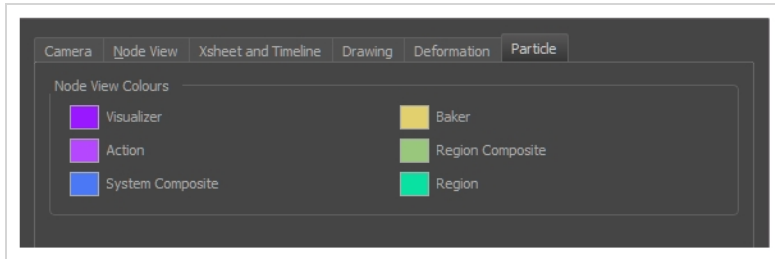 Camera Node View Xsheet and Timeline Drawing Deformation Particle
Node View Colours
Visualizer Baker
Action Region Composite
System Composite Region